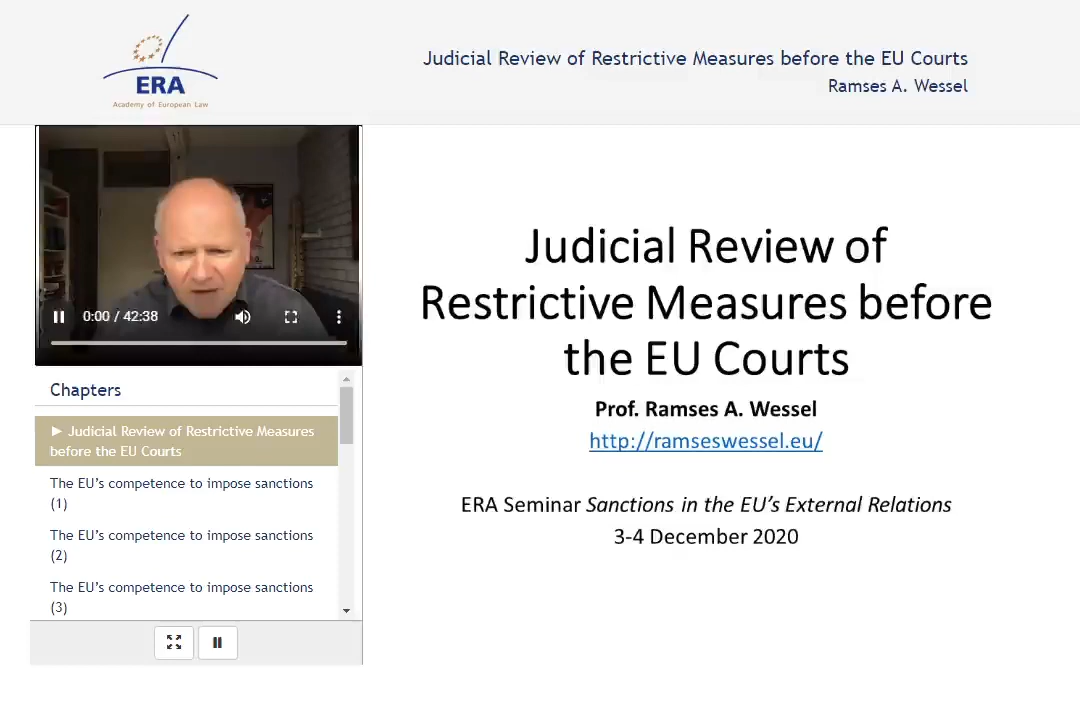 ERA
Academy of European Law
Judicial Review of Restrictive Measures before the EU Courts
Ramses A. Wessel
0:00 / 42:38
Chapters
► Judicial Review of Restrictive Measures
before the EU Courts
The EU's competence to impose sanctions
(1)
The EU's competence to impose sanctions
(2)
The EU's competence to impose sanctions
(3)
Judicial Review of
Restrictive Measures before
the EU Courts
Prof. Ramses A. Wessel
http://ramseswessel.eu/
ERA Seminar Sanctions in the EU's External Relations
3-4 December 2020